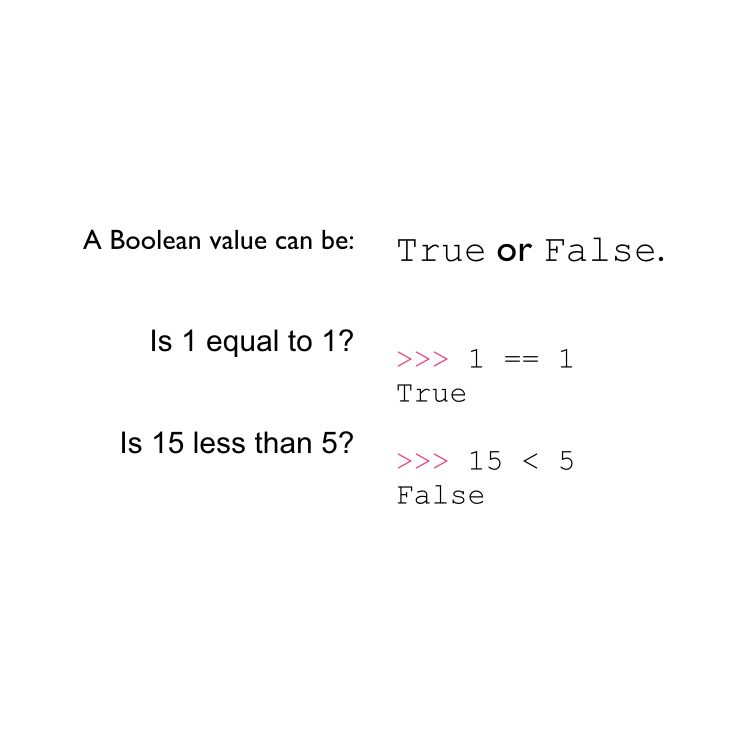 A Boolean value can be: True or False.
Is 1 equal to 1?
>>> 1 == 1
True
Is 15 less than 5?
>>> 15 < 5
False